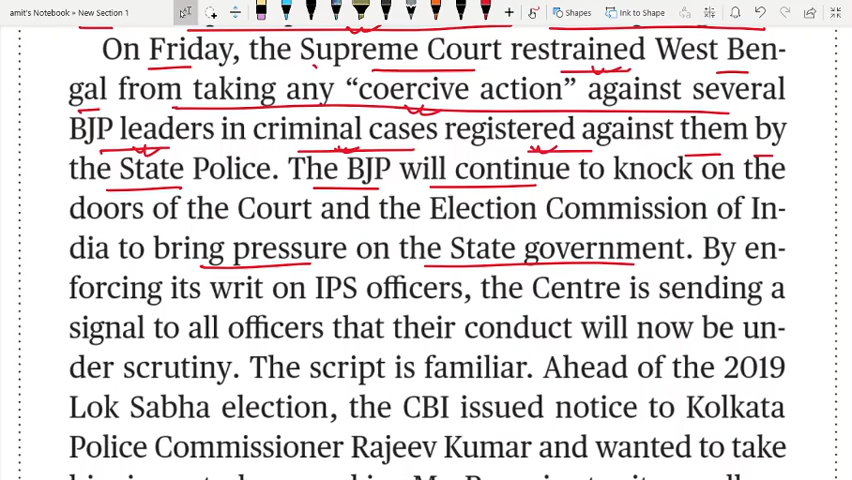 amit's Notebook » New Section 1
Shapes Ink to Shape
On Friday, the Supreme Court restrained West Ben-
gal from taking any “coercive action” against several
BJP leaders in criminal cases registered against them by
the State Police. The BJP will continue to knock on the
doors of the Court and the Election Commission of In-
dia to bring pressure on the State government. By en-
forcing its writ on IPS officers, the Centre is sending a
signal to all officers that their conduct will now be un-
der scrutiny. The script is familiar. Ahead of the 2019
Lok Sabha election, the CBI issued notice to Kolkata
Police Commissioner Rajeev Kumar and wanted to take